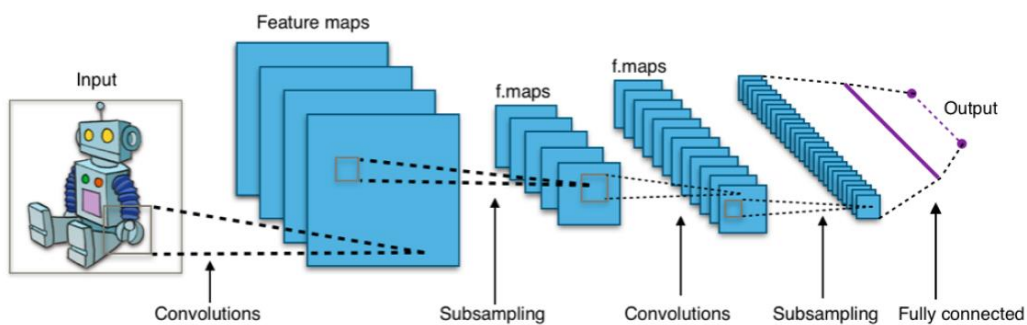 Feature maps
Input
f.maps
f.maps
Output
Convolutions
Subsampling
Convolutions
Subsampling
Fully connected